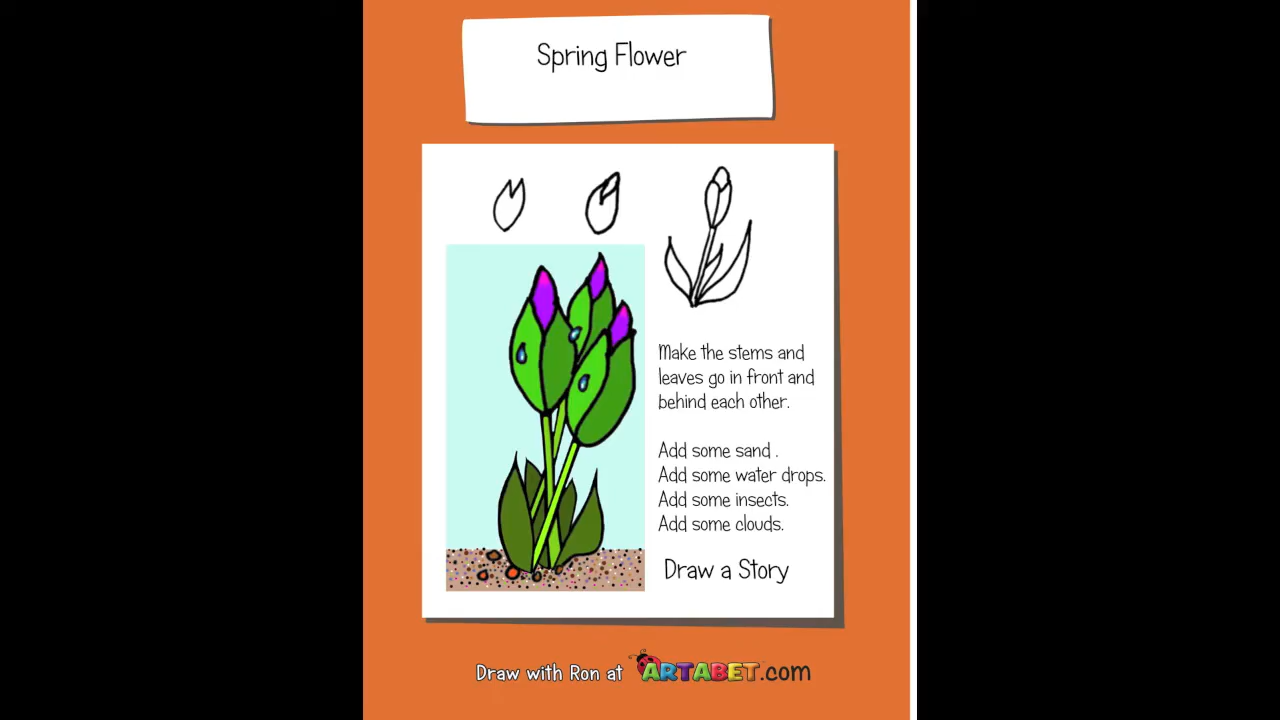 Spring Flower
Make the stems and
leaves go in front and
behind each other.
Add some sand .
Add some water drops.
Add some insects.
Add some clouds.
Draw a Story
Draw with Ron at ARTABET.com